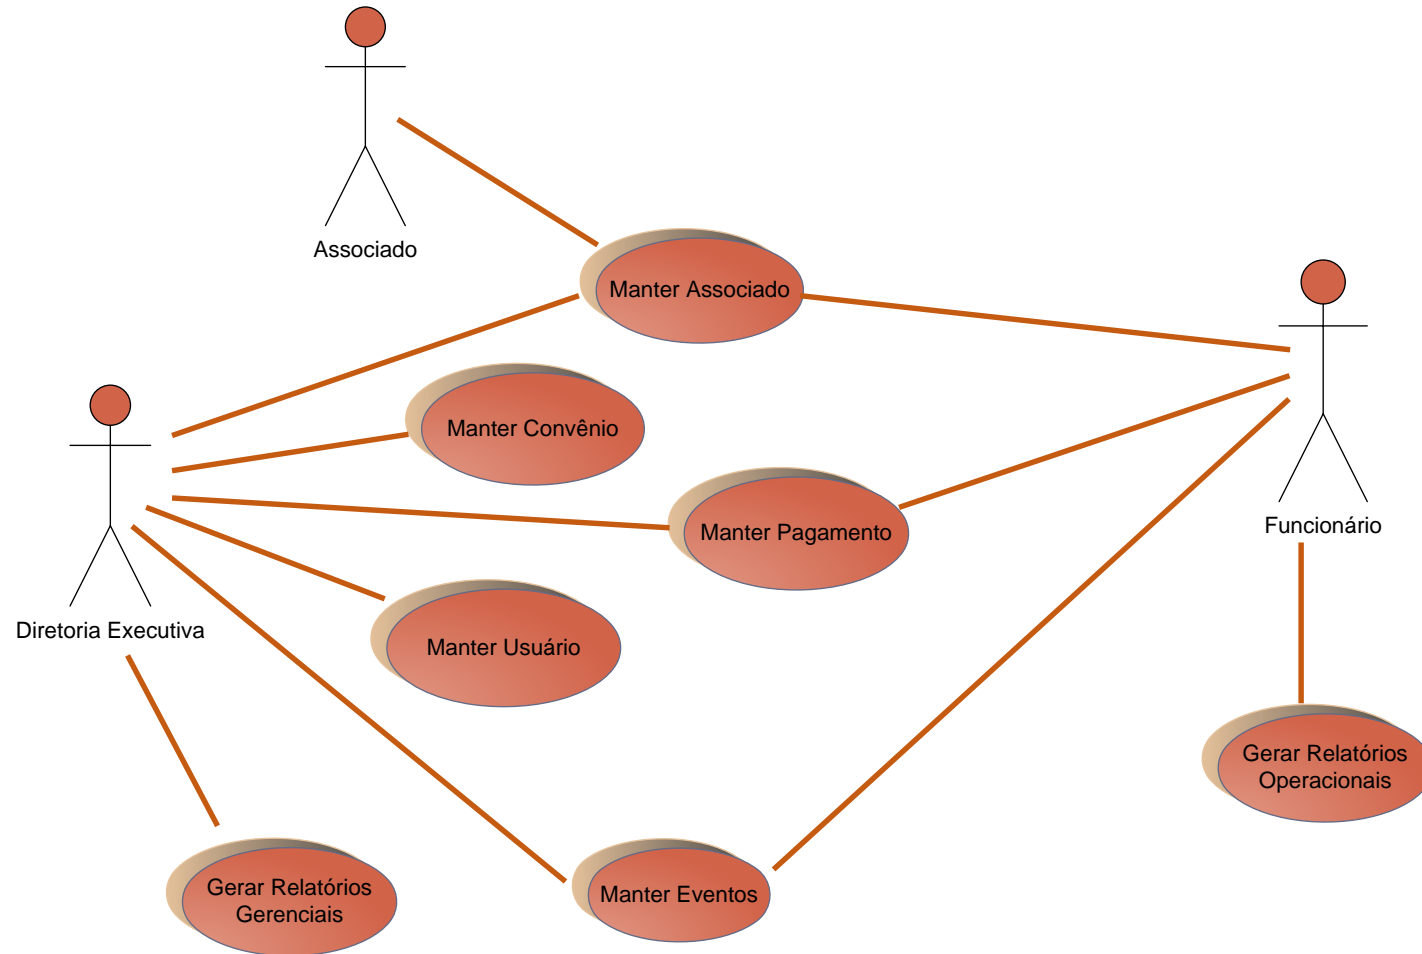 Associado
Manter Associado
Manter Convênio
Manter Pagamento
Funcionário
Diretoria Executiva
Manter Usuário
Gerar Relatórios
Operacionais
Gerar Relatórios
Gerenciais
Manter Eventos